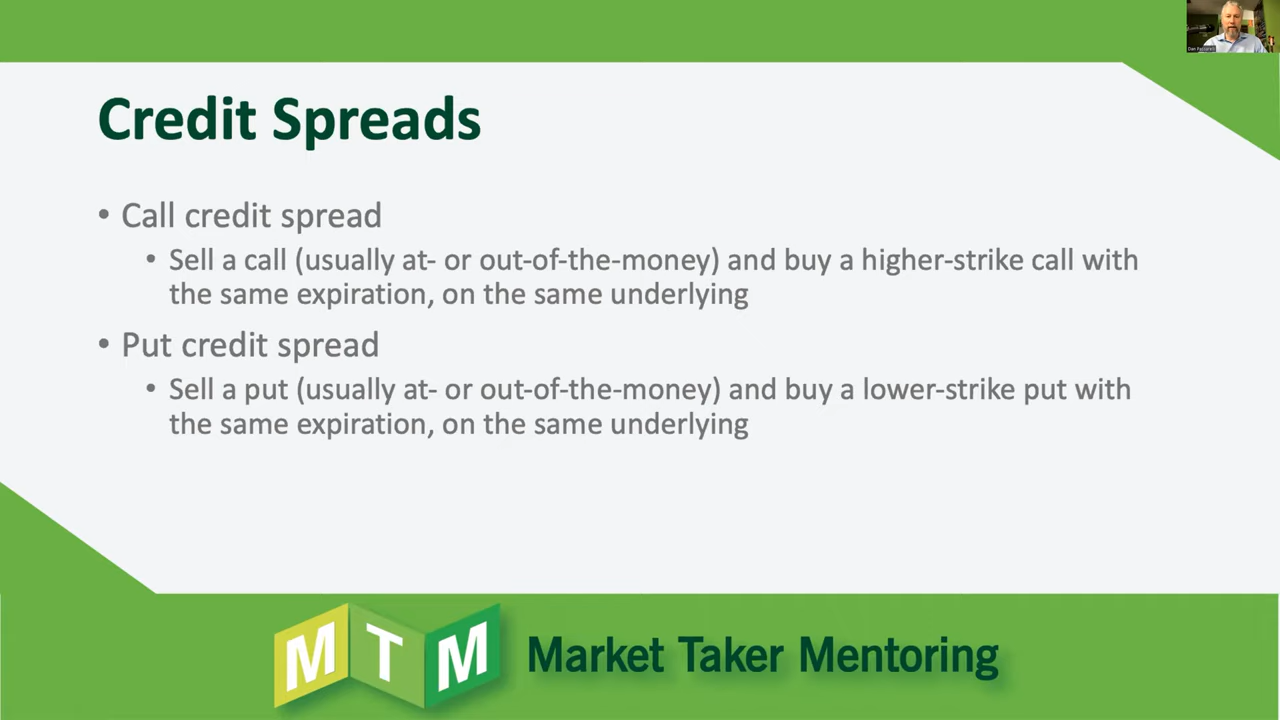 Credit Spreads
• Call credit spread
• Sell a call (usually at- or out-of-the-money) and buy a higher-strike call with
the same expiration, on the same underlying
• Put credit spread
• Sell a put (usually at- or out-of-the-money) and buy a lower-strike put with
the same expiration, on the same underlying
MTM Market Taker Mentoring